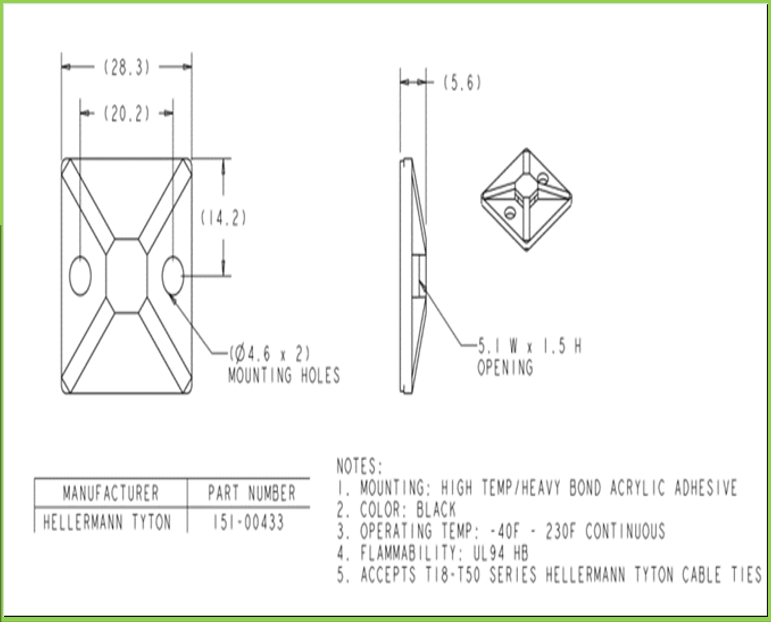 (28.3)
(5.6)
(20.2)
(14.2)
5.1 W x 1.5 H
OPENING
(Ø4.6 x 2)
MOUNTING HOLES
MANUFACTURER PART NUMBER
HELLERMANN TYTON 151-00433
NOTES:
1. MOUNTING: HIGH TEMP/HEAVY BOND ACRYLIC ADHESIVE
2. COLOR: BLACK
3. OPERATING TEMP: -40F - 230F CONTINUOUS
4. FLAMMABILITY: UL94 HB
5. ACCEPTS T18-T50 SERIES HELLERMANN TYTON CABLE TIES